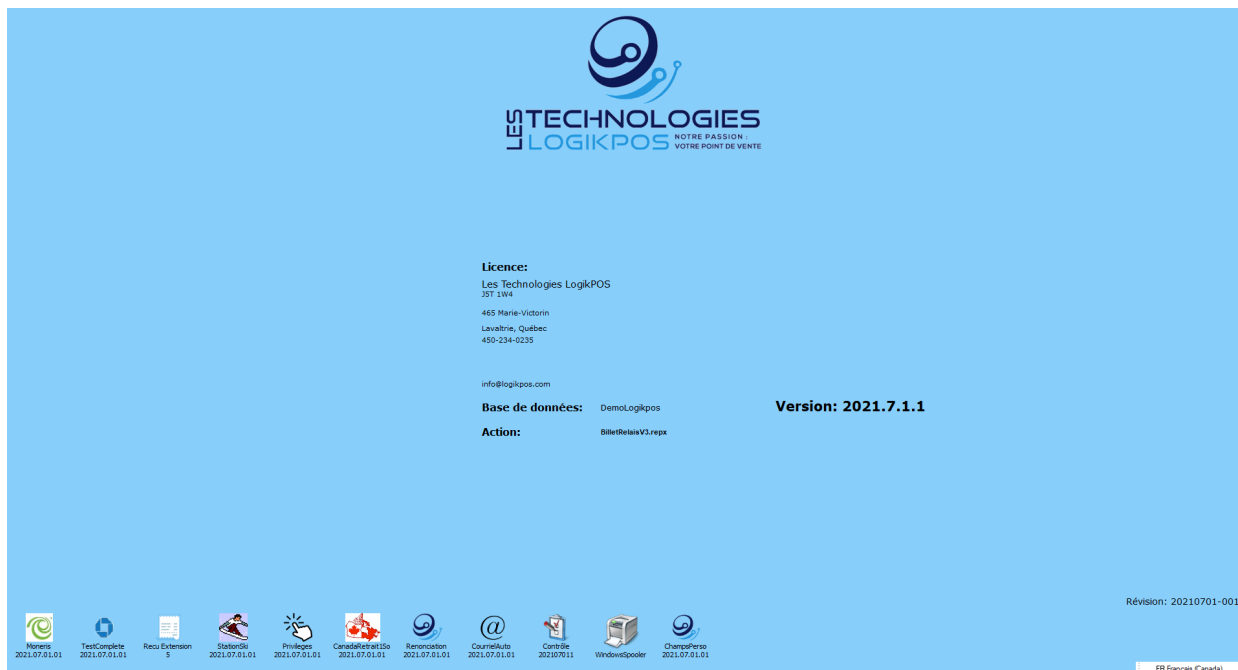 LES TECHNOLOGIES
LOGIKPOS NOTRE PASSION :
VOTRE POINT DE VENTE
Licence:
Les Technologies LogikPOS
J5T 1W4
465 Marie-Victorin
Lavaltrie, Québec
450-234-0235
info@logikpos.com
Base de données: DemoLogikpos Version: 2021.7.1.1
Action: BilletRelaisV3.repx
Révision: 20210701-001
Moneris TestComplete Recu Extension StationSki Privileges CanadaRetrait1So Renonciation CourrielAuto Contrôle WindowsSpooler ChampsPerso
2021.07.01.01 2021.07.01.01 5 2021.07.01.01 2021.07.01.01 2021.07.01.01 2021.07.01.01 2021.07.01.01 202107011 2021.07.01.01
FR Français (Canada)